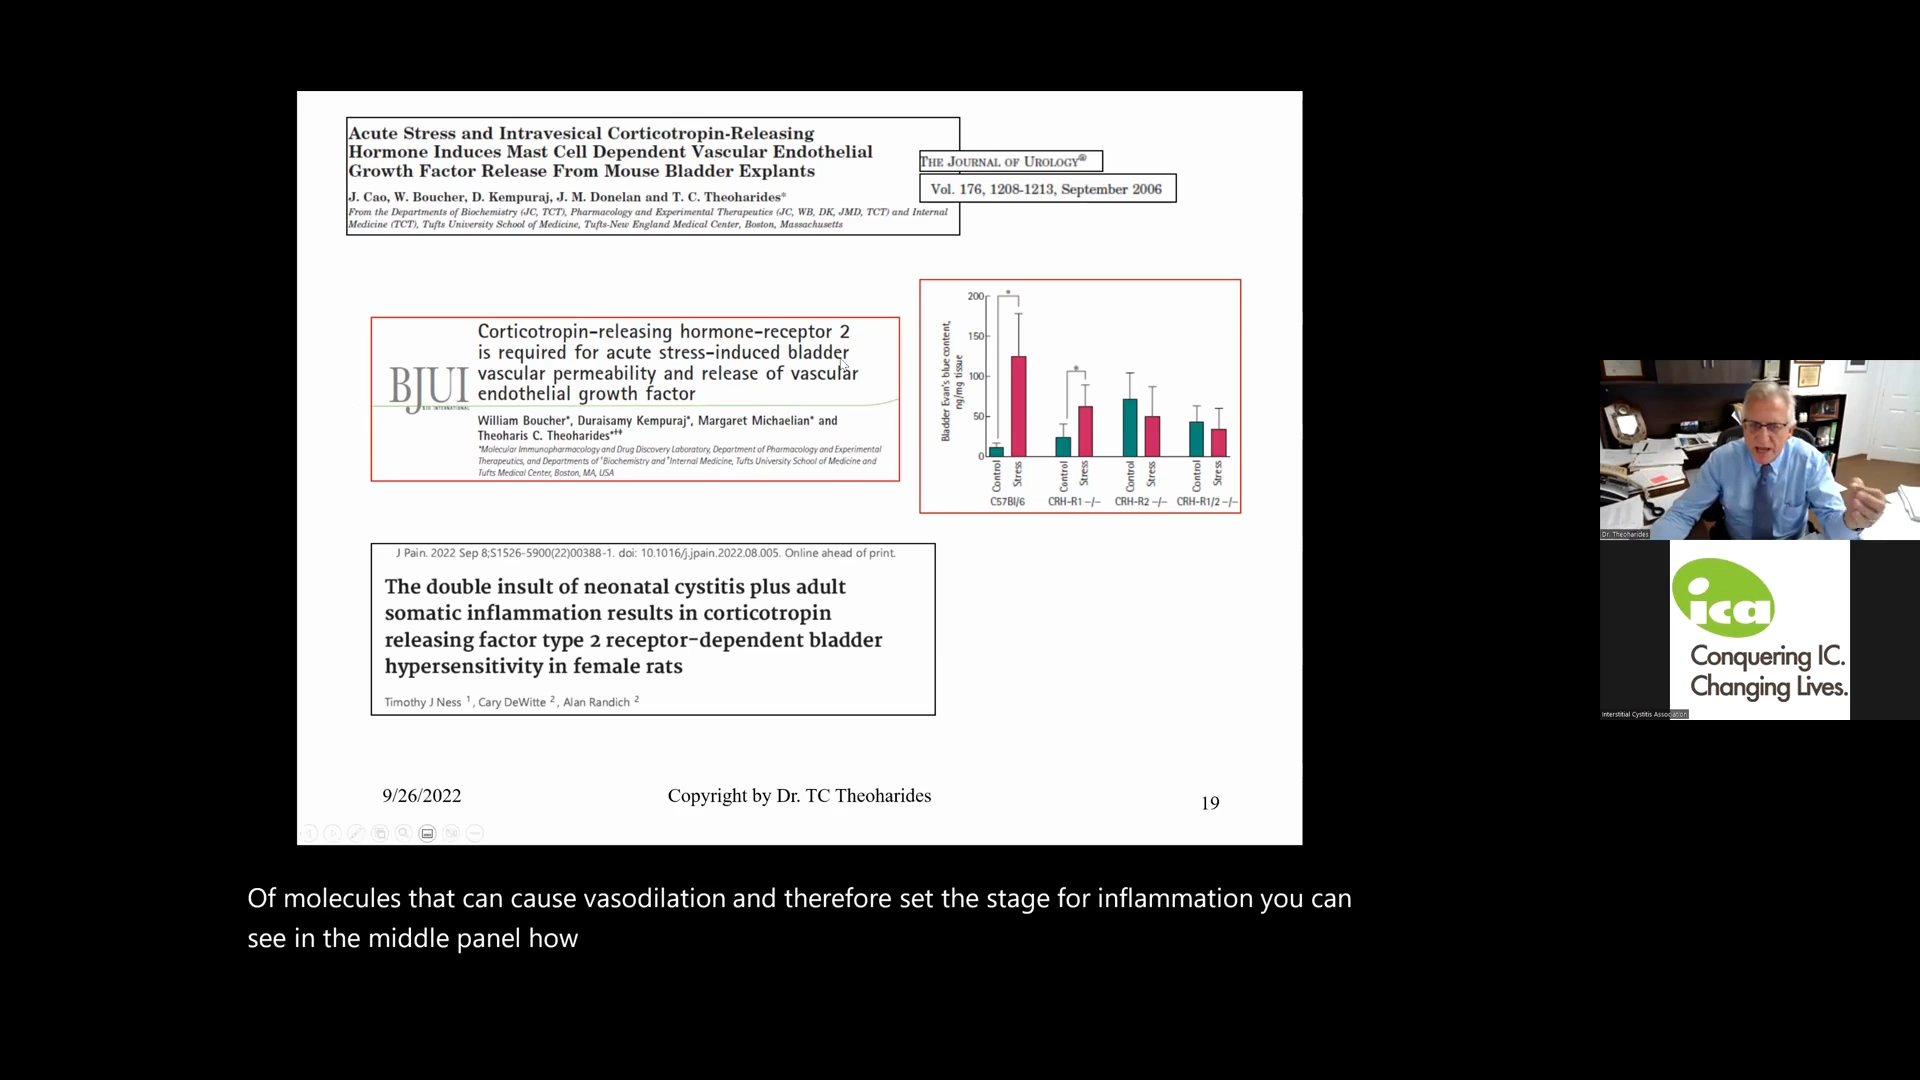 Acute Stress and Intravesical Corticotropin-Releasing
Hormone Induces Mast Cell Dependent Vascular Endothelial
Growth Factor Release From Mouse Bladder Explants
J. Cao, W. Boucher, D. Kempuraj, J. M. Donelan and T. C. Theoharides*
From the Departments of Biochemistry (JC, TCT), Pharmacology and Experimental Therapeutics (JC, WB, DK, JMD, TCT) and Internal
Medicine (TCT), Tufts University School of Medicine, Tufts-New England Medical Center, Boston, Massachusetts
THE JOURNAL OF UROLOGY®
Vol. 176, 1208-1213, September 2006
BJUI
BJU INTERNATIONAL
Corticotropin-releasing hormone-receptor 2
is required for acute stress-induced bladder
vascular permeability and release of vascular
endothelial growth factor
William Boucher*, Duraisamy Kempuraj*, Margaret Michaelian* and
Theoharis C. Theoharides*††
*Molecular Immunopharmacology and Drug Discovery Laboratory, Department of Pharmacology and Experimental
Therapeutics, and Departments of †Biochemistry and ‡Internal Medicine, Tufts University School of Medicine and
Tufts Medical Center, Boston, MA, USA
Bladder Evan's blue content,
ng/mg tissue
200
150
100
50
0
*
*
Control
Stress
Control
Stress
Control
Stress
Control
Stress
C57Bl/6
CRH-R1 –/–
CRH-R2 –/–
CRH-R1/2 –/–
J Pain. 2022 Sep 8;S1526-5900(22)00388-1. doi: 10.1016/j.jpain.2022.08.005. Online ahead of print.
The double insult of neonatal cystitis plus adult
somatic inflammation results in corticotropin
releasing factor type 2 receptor-dependent bladder
hypersensitivity in female rats
Timothy J Ness 1, Cary DeWitte 2, Alan Randich 2
9/26/2022
Copyright by Dr. TC Theoharides
19
Dr. Theoharides
ica
Conquering IC.
Changing Lives.
Interstitial Cystitis Association
Of molecules that can cause vasodilation and therefore set the stage for inflammation you can
see in the middle panel how